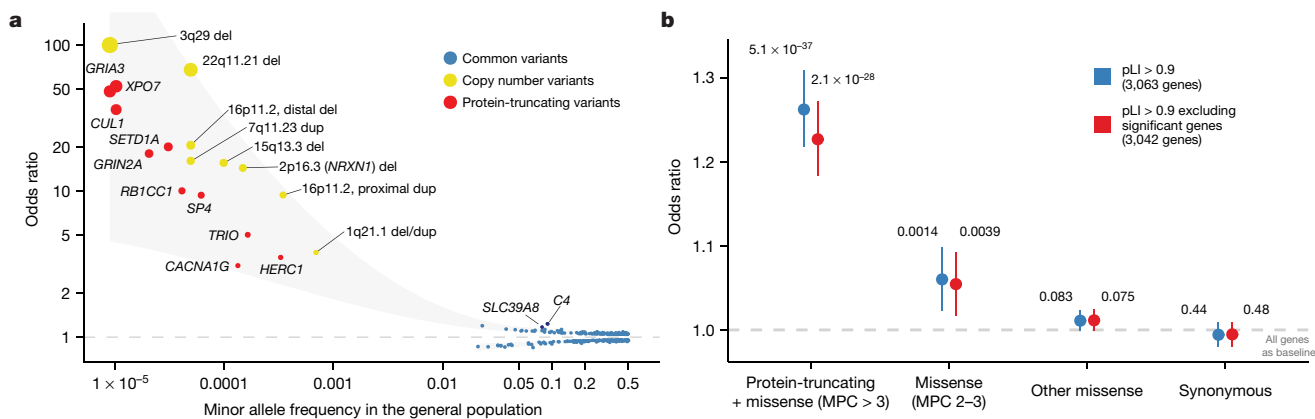 a
100
50
20
10
5
2
1
Odds ratio
3q29 del
22q11.21 del
GRIA3
XPO7
CUL1
16p11.2, distal del
7q11.23 dup
SETD1A
15q13.3 del
GRIN2A
2p16.3 (NRXN1) del
RB1CC1
16p11.2, proximal dup
SP4
TRIO
1q21.1 del/dup
CACNA1G
HERC1
SLC39A8
C4
Common variants
Copy number variants
Protein-truncating variants
1 × 10⁻⁵
0.0001
0.001
0.01
0.05
0.1
0.2
0.5
Minor allele frequency in the general population
b
1.3
1.2
1.1
1.0
Odds ratio
5.1 × 10⁻³⁷
2.1 × 10⁻²⁸
pLI > 0.9
(3,063 genes)
pLI > 0.9 excluding
significant genes
(3,042 genes)
0.0014
0.0039
0.083
0.075
0.44
0.48
All genes
as baseline
Protein-truncating
+ missense (MPC > 3)
Missense
(MPC 2–3)
Other missense
Synonymous